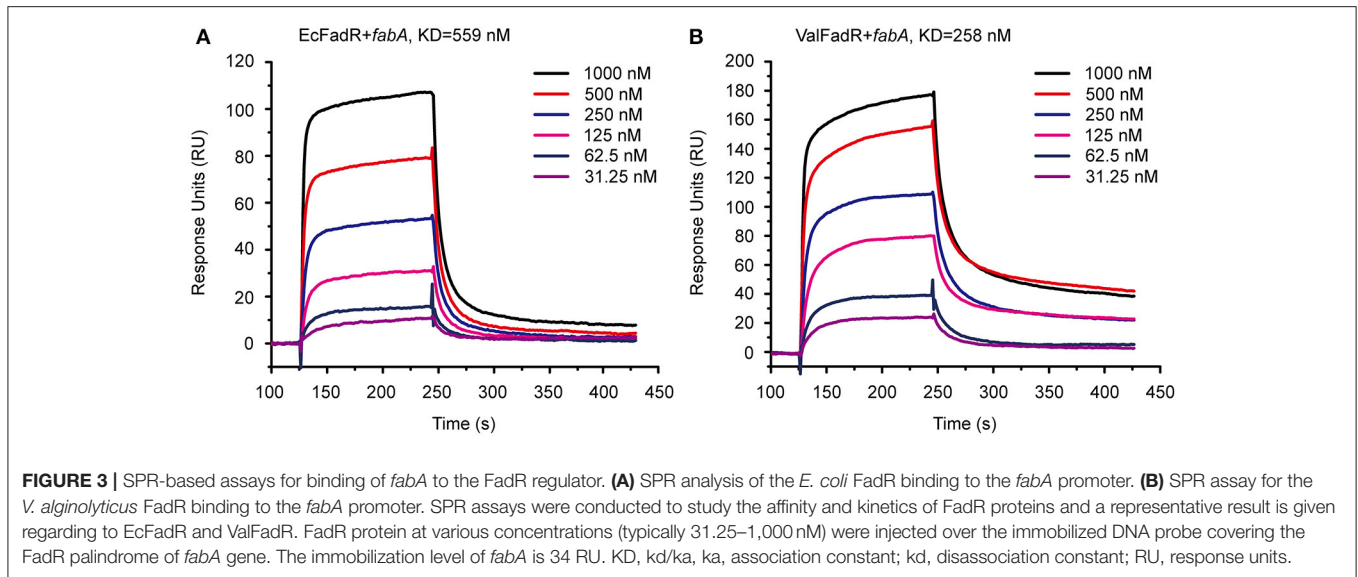 A
EcFadR+fabA, KD=559 nM
120
100
80
60
40
20
0
Response Units (RU)
1000 nM
500 nM
250 nM
125 nM
62.5 nM
31.25 nM
100 150 200 250 300 350 400 450
Time (s)
B
ValFadR+fabA, KD=258 nM
200
180
160
140
120
100
80
60
40
20
0
Response Units (RU)
1000 nM
500 nM
250 nM
125 nM
62.5 nM
31.25 nM
100 150 200 250 300 350 400 450
Time (s)
FIGURE 3 | SPR-based assays for binding of fabA to the FadR regulator. (A) SPR analysis of the E. coli FadR binding to the fabA promoter. (B) SPR assay for the
V. alginolyticus FadR binding to the fabA promoter. SPR assays were conducted to study the affinity and kinetics of FadR proteins and a representative result is given
regarding to EcFadR and ValFadR. FadR protein at various concentrations (typically 31.25–1,000 nM) were injected over the immobilized DNA probe covering the
FadR palindrome of fabA gene. The immobilization level of fabA is 34 RU. KD, kd/ka, ka, association constant; kd, disassociation constant; RU, response units.